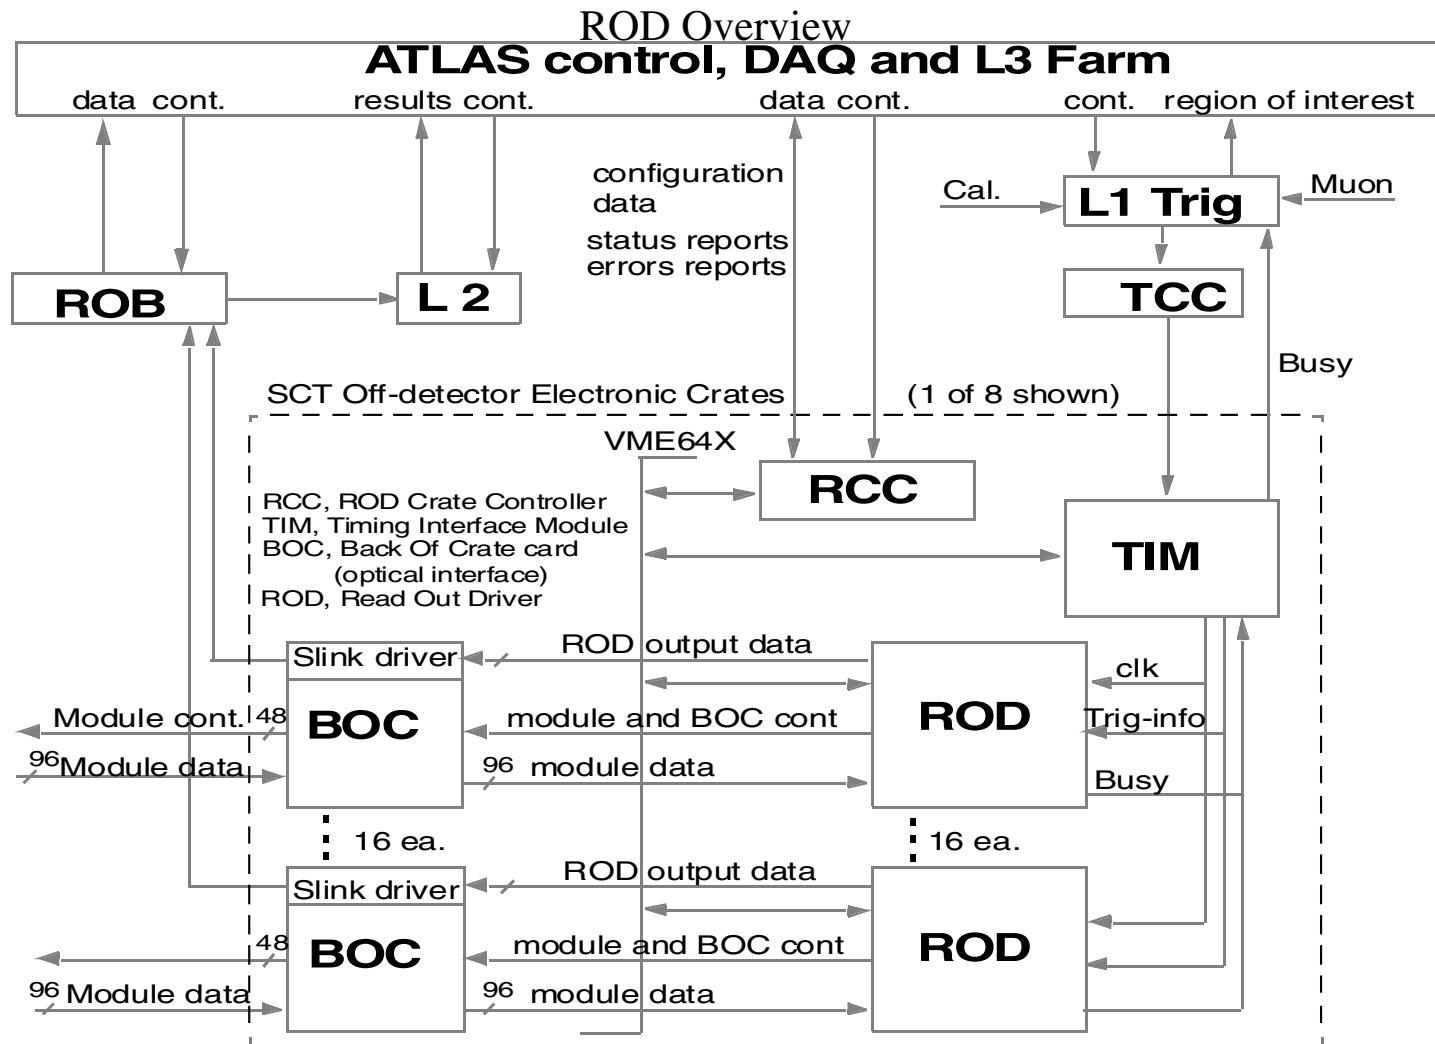 ROD Overview
ATLAS control, DAQ and L3 Farm
data cont. results cont. data cont. cont. region of interest
configuration
data
status reports
errors reports
Cal.
L1 Trig
Muon
ROB
L 2
TCC
Busy
SCT Off-detector Electronic Crates (1 of 8 shown)
VME64X
RCC
RCC, ROD Crate Controller
TIM, Timing Interface Module
BOC, Back Of Crate card
(optical interface)
ROD, Read Out Driver
TIM
Slink driver
ROD output data
clk
Module cont. 48
BOC
module and BOC cont
ROD
Trig-info
96 Module data
96 module data
Busy
16 ea.
16 ea.
Slink driver
ROD output data
48
BOC
module and BOC cont
ROD
96 Module data
96 module data